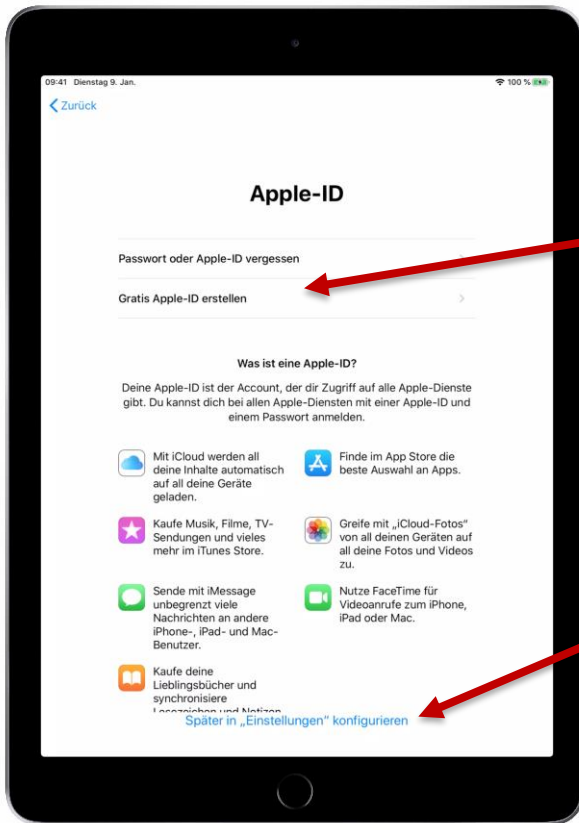 09:41 Dienstag 9. Jan. 100 %
Zurück
Apple-ID
Passwort oder Apple-ID vergessen
Gratis Apple-ID erstellen
Was ist eine Apple-ID?
Deine Apple-ID ist der Account, der dir Zugriff auf alle Apple-Dienste
gibt. Du kannst dich bei allen Apple-Diensten mit einer Apple-ID und
einem Passwort anmelden.
Mit iCloud werden all
deine Inhalte automatisch
auf all deine Geräte
geladen.
Finde im App Store die
beste Auswahl an Apps.
Kaufe Musik, Filme, TV-
Sendungen und vieles
mehr im iTunes Store.
Greife mit „iCloud-Fotos“
von all deinen Geräten auf
all deine Fotos und Videos
zu.
Sende mit iMessage
unbegrenzt viele
Nachrichten an andere
iPhone-, iPad- und Mac-
Benutzer.
Nutze FaceTime für
Videoanrufe zum iPhone,
iPad oder Mac.
Kaufe deine
Lieblingsbücher und
synchronisiere
Lesezeichen und Notizen
Später in „Einstellungen“ konfigurieren